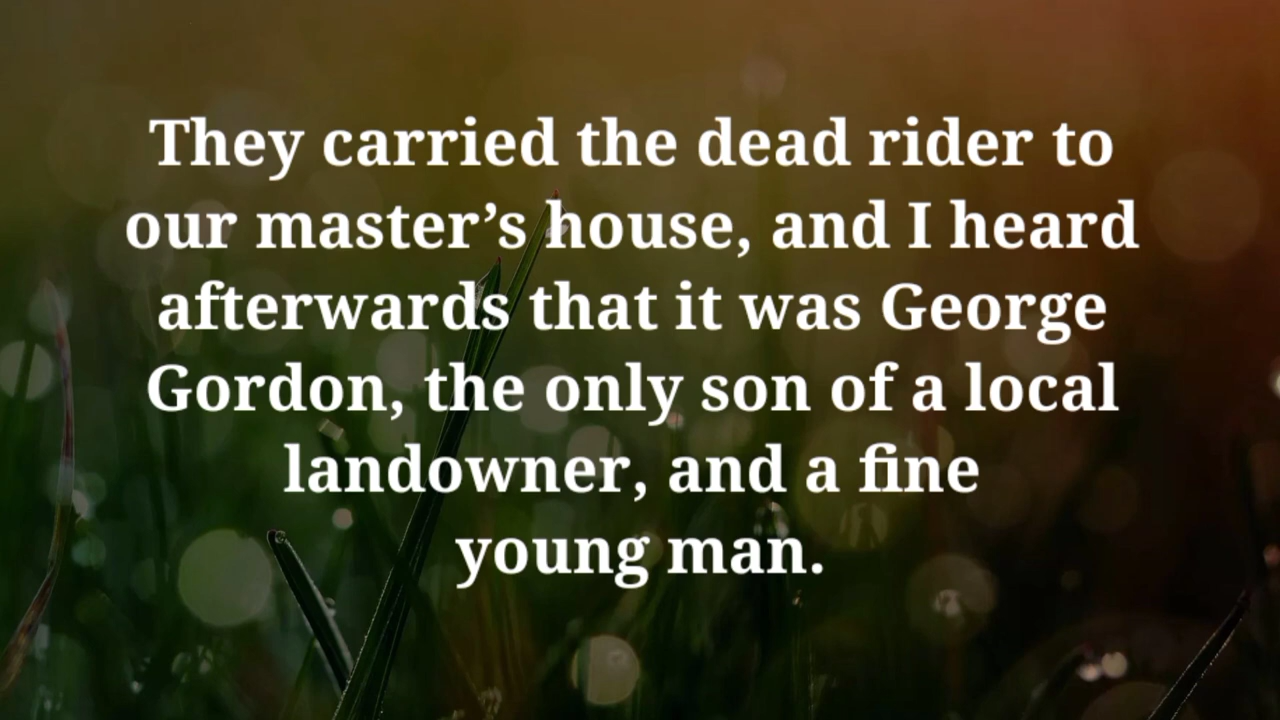 They carried the dead rider to
our master’s house, and I heard
afterwards that it was George
Gordon, the only son of a local
landowner, and a fine
young man.